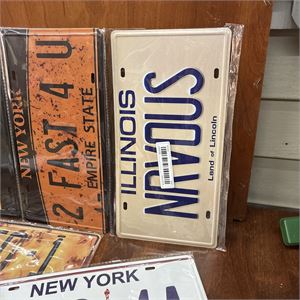 NEW YORK
2 FAST 4 U
EMPIRE STATE
ILLINOIS
NRVOUS
Land of Lincoln
NEW YORK